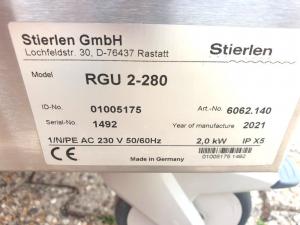 Stierlen GmbH
Lochfeldstr. 30, D-76437 Rastatt
Stierlen
Model RGU 2-280
ID-No. 01005175 Art.-No. 6062.140
Serial-No. 1492 Year of manufacture 2021
1/N/PE AC 230 V 50/60Hz 2,0 kW IP X5
CE Made in Germany
01005175 1492